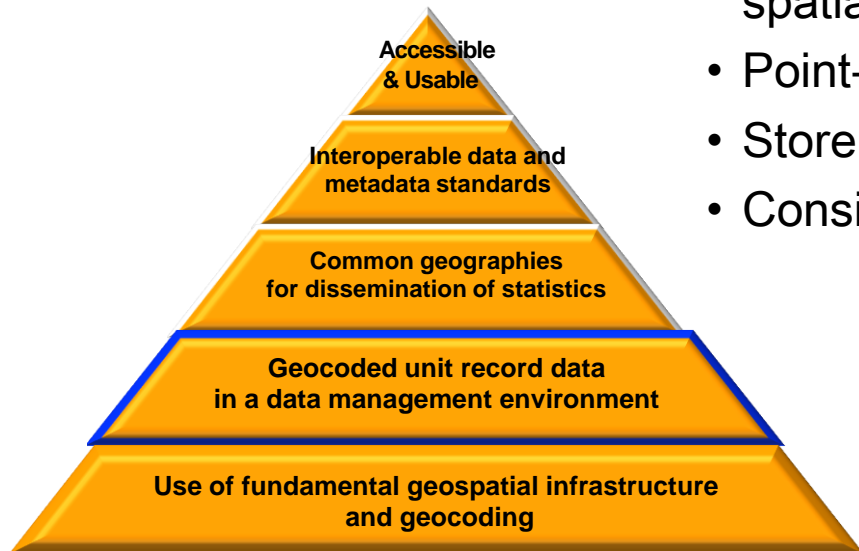 Accessible
& Usable
Interoperable data and
metadata standards
Common geographies
for dissemination of statistics
Geocoded unit record data
in a data management environment
Use of fundamental geospatial infrastructure
and geocoding
• Point-
• Store
•